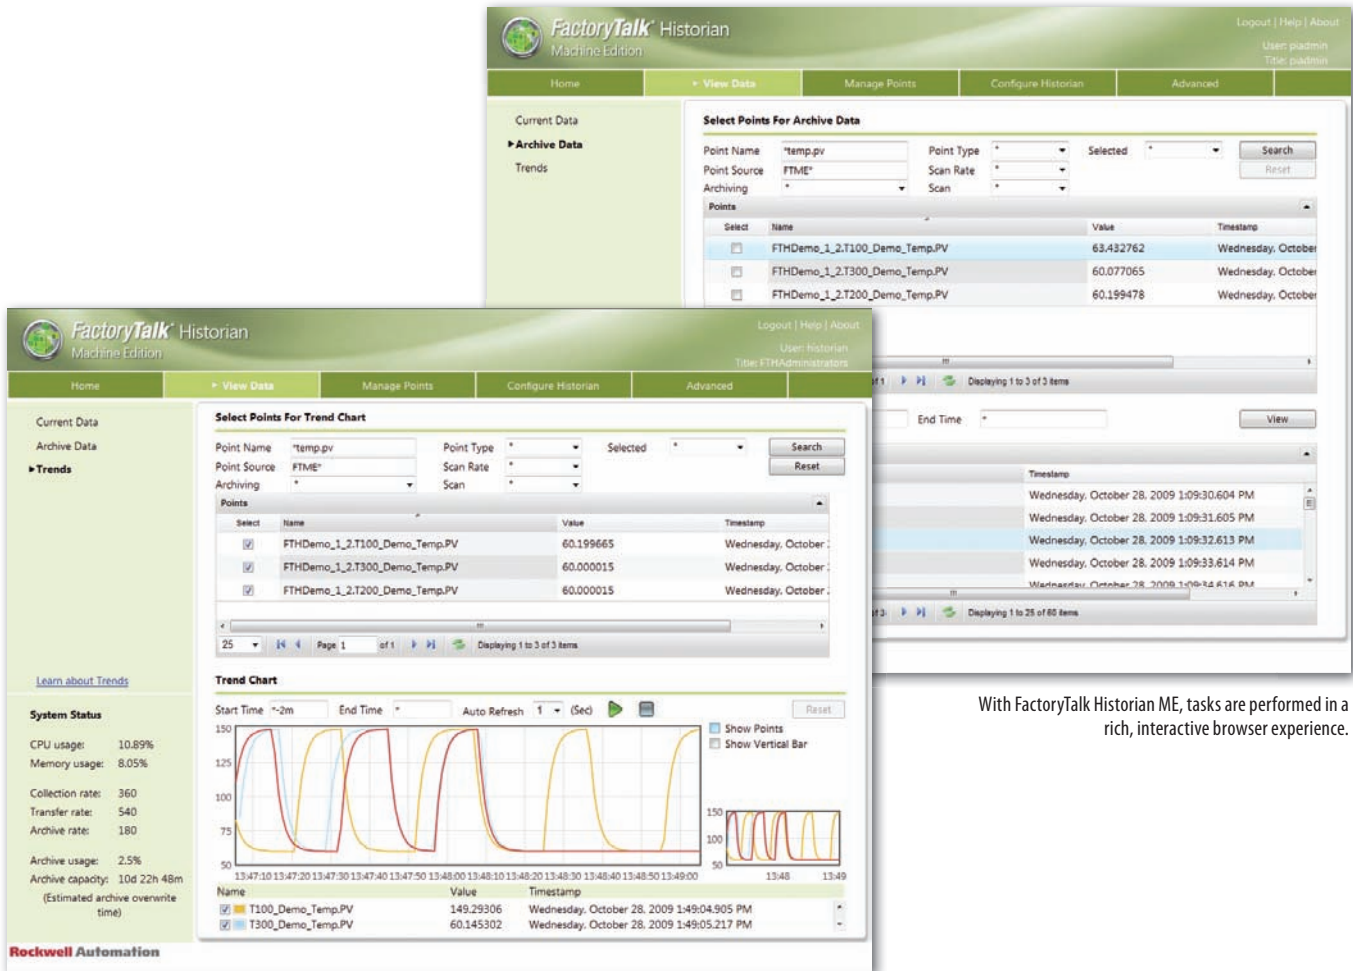 FactoryTalk Historian
Machine Edition
Logout | Help | About
User: piadmin
Title: piadmin
Home
View Data
Manage Points
Configure Historian
Advanced
Current Data
Archive Data
Trends
Select Points For Archive Data
Point Name *temp.pv Point Type * Selected * Search
Point Source FTME* Scan Rate * Reset
Archiving * Scan *
Points
Select Name Value Timestamp
FTHDemo_1_2.T100_Demo_Temp.PV 63.432762 Wednesday, October
FTHDemo_1_2.T300_Demo_Temp.PV 60.077065 Wednesday, October
FTHDemo_1_2.T200_Demo_Temp.PV 60.199478 Wednesday, October
of 1 Displaying 1 to 3 of 3 items
End Time * View
Timestamp
Wednesday, October 28, 2009 1:09:30.604 PM
Wednesday, October 28, 2009 1:09:31.605 PM
Wednesday, October 28, 2009 1:09:32.613 PM
Wednesday, October 28, 2009 1:09:33.614 PM
Wednesday, October 28, 2009 1:09:34.616 PM
of 3 Displaying 1 to 25 of 60 items
FactoryTalk Historian
Machine Edition
Logout | Help | About
User: historian
Title: FTHAdministrators
Home
View Data
Manage Points
Configure Historian
Advanced
Current Data
Archive Data
Trends
Learn about Trends
System Status
CPU usage: 10.89%
Memory usage: 8.05%
Collection rate: 360
Transfer rate: 540
Archive rate: 180
Archive usage: 2.5%
Archive capacity: 10d 22h 48m
(Estimated archive overwrite
time)
Select Points For Trend Chart
Point Name *temp.pv Point Type * Selected * Search
Point Source FTME* Scan Rate * Reset
Archiving * Scan *
Points
Select Name Value Timestamp
FTHDemo_1_2.T100_Demo_Temp.PV 60.199665 Wednesday, October 2
FTHDemo_1_2.T300_Demo_Temp.PV 60.000015 Wednesday, October 2
FTHDemo_1_2.T200_Demo_Temp.PV 60.000015 Wednesday, October 2
25 Page 1 of 1 Displaying 1 to 3 of 3 items
Trend Chart
Start Time *-2m End Time * Auto Refresh 1 (Sec) Reset
Show Points
Show Vertical Bar
150
125
100
75
50
13:47:10 13:47:20 13:47:30 13:47:40 13:47:50 13:48:00 13:48:10 13:48:20 13:48:30 13:48:40 13:48:50 13:49:00
150
100
50
13:48 13:49
Name Value Timestamp
T100_Demo_Temp.PV 149.29306 Wednesday, October 28, 2009 1:49:04.905 PM
T300_Demo_Temp.PV 60.145302 Wednesday, October 28, 2009 1:49:05.217 PM
Rockwell Automation
With FactoryTalk Historian ME, tasks are performed in a
rich, interactive browser experience.